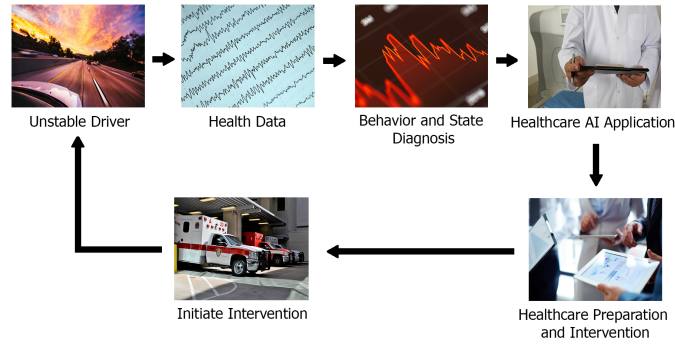 Unstable Driver
Health Data
Behavior and State
Diagnosis
Healthcare AI Application
Initiate Intervention
Healthcare Preparation
and Intervention